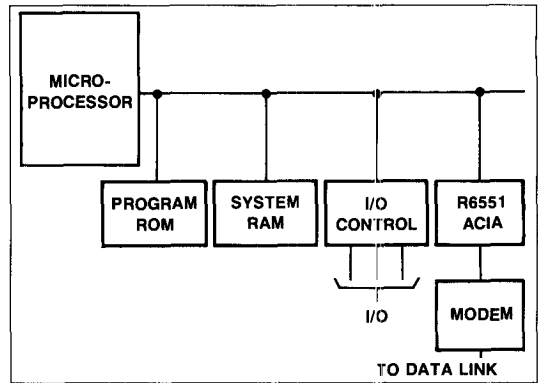 MICRO-
PROCESSOR
PROGRAM
ROM
SYSTEM
RAM
I/O
CONTROL
R6551
ACIA
I/O
MODEM
TO DATA LINK